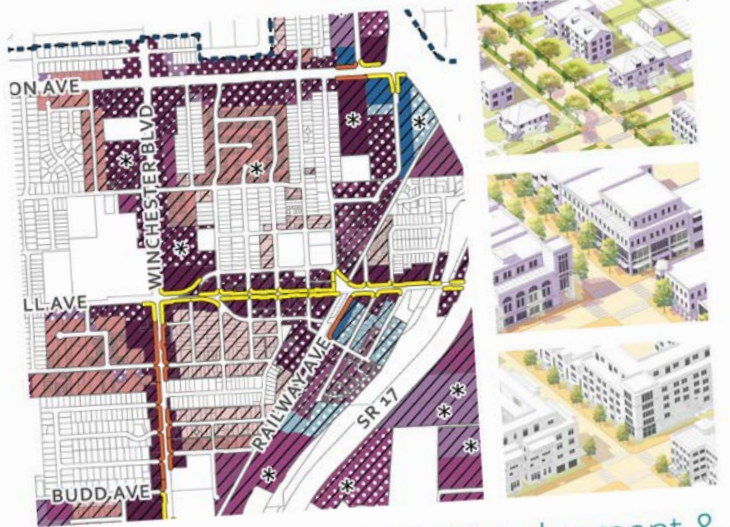 ON AVE
WINCHESTER BLVD
LL AVE
RAILWAY AVE
SR 17
BUDD AVE
&